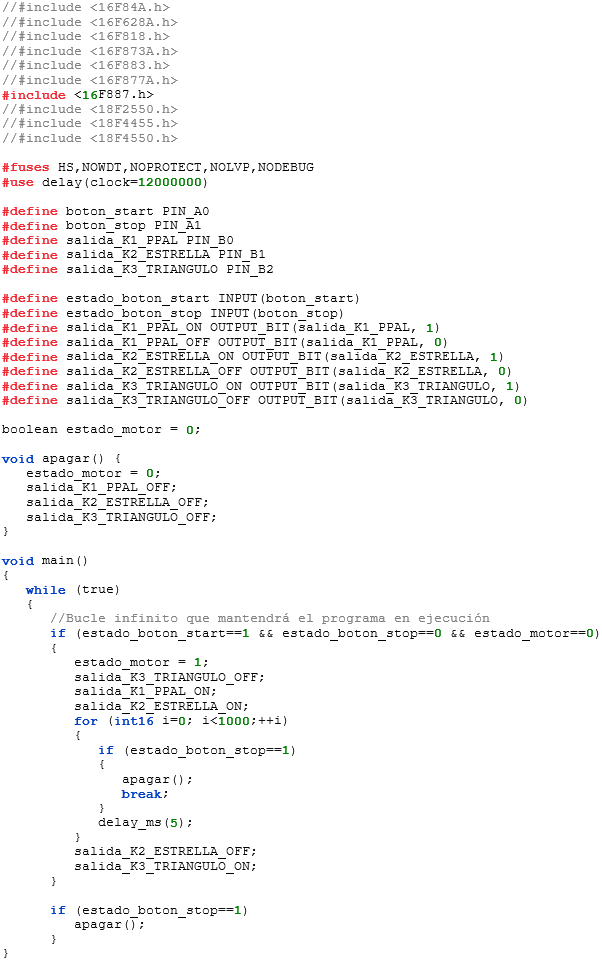 //#include <16F84A.h>
//#include <16F628A.h>
//#include <16F818.h>
//#include <16F873A.h>
//#include <16F883.h>
//#include <16F877A.h>
#include <16F887.h>
//#include <18F2550.h>
//#include <18F4455.h>
//#include <18F4550.h>

#fuses HS,NOWDT,NOPROTECT,NOLVP,NODEBUG
#use delay(clock=12000000)

#define boton_start PIN_A0
#define boton_stop PIN_A1
#define salida_K1_PPAL PIN_B0
#define salida_K2_ESTRELLA PIN_B1
#define salida_K3_TRIANGULO PIN_B2

#define estado_boton_start INPUT(boton_start)
#define estado_boton_stop INPUT(boton_stop)
#define salida_K1_PPAL_ON OUTPUT_BIT(salida_K1_PPAL, 1)
#define salida_K1_PPAL_OFF OUTPUT_BIT(salida_K1_PPAL, 0)
#define salida_K2_ESTRELLA_ON OUTPUT_BIT(salida_K2_ESTRELLA, 1)
#define salida_K2_ESTRELLA_OFF OUTPUT_BIT(salida_K2_ESTRELLA, 0)
#define salida_K3_TRIANGULO_ON OUTPUT_BIT(salida_K3_TRIANGULO, 1)
#define salida_K3_TRIANGULO_OFF OUTPUT_BIT(salida_K3_TRIANGULO, 0)

boolean estado_motor = 0;

void apagar() {
   estado_motor = 0;
   salida_K1_PPAL_OFF;
   salida_K2_ESTRELLA_OFF;
   salida_K3_TRIANGULO_OFF;
}

void main()
{
   while (true)
   {
      //Bucle infinito que mantendrá el programa en ejecución
      if (estado_boton_start==1 && estado_boton_stop==0 && estado_motor==0)
      {
         estado_motor = 1;
         salida_K3_TRIANGULO_OFF;
         salida_K1_PPAL_ON;
         salida_K2_ESTRELLA_ON;
         for (int16 i=0; i<1000;++i)
         {
            if (estado_boton_stop==1)
            {
               apagar();
               break;
            }
            delay_ms(5);
         }
         salida_K2_ESTRELLA_OFF;
         salida_K3_TRIANGULO_ON;
      }

      if (estado_boton_stop==1)
         apagar();
      }
}